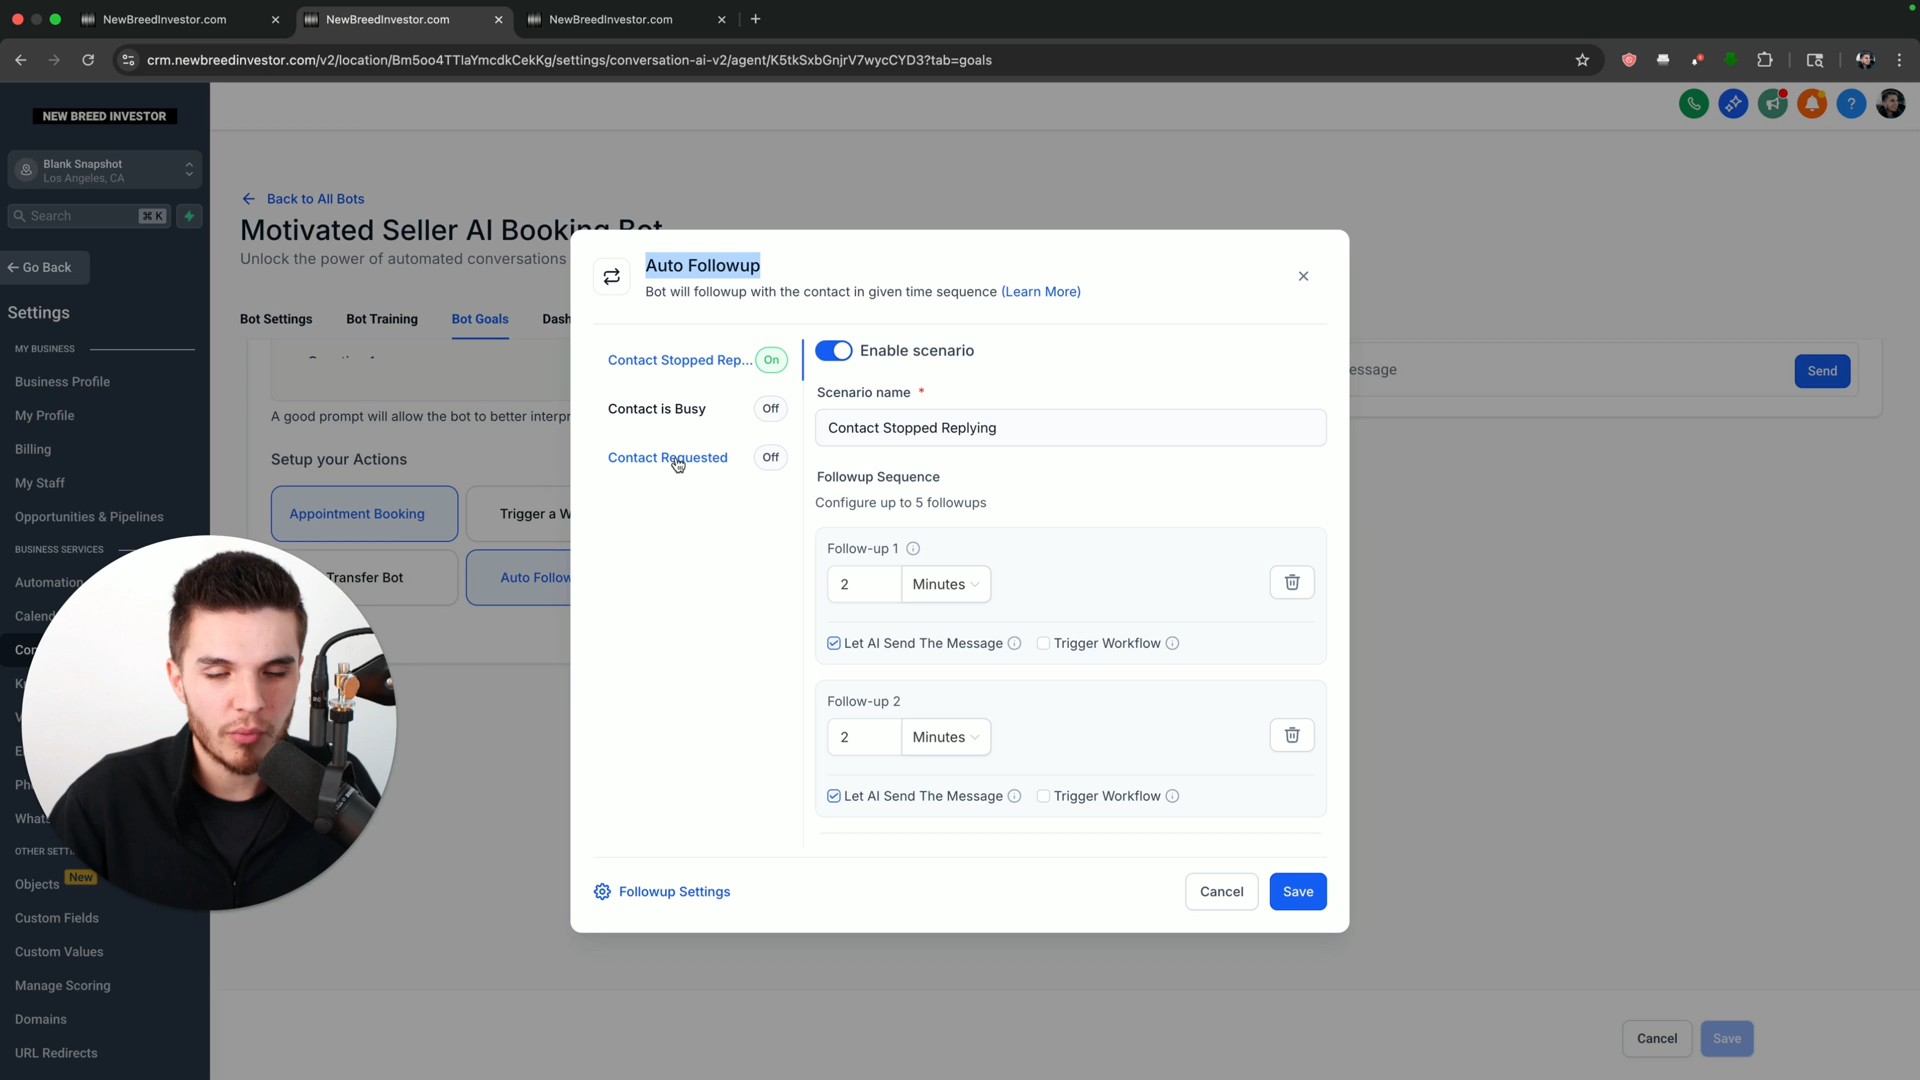 NewBreedInvestor.com
NewBreedInvestor.com
NewBreedInvestor.com
crm.newbreedinvestor.com/v2/location/Bm5oo4TTlaYmcdkCekKg/settings/conversation-ai-v2/agent/K5tkSxbGnjrV7wycCYD3?tab=goals
NEW BREED INVESTOR
Blank Snapshot
Los Angeles, CA
Search
⌘ K
Go Back
Settings
MY BUSINESS
Business Profile
My Profile
Billing
My Staff
Opportunities & Pipelines
BUSINESS SERVICES
Automation
Calend
Con
OTHER SETT
Objects New
Custom Fields
Custom Values
Manage Scoring
Domains
URL Redirects
Back to All Bots
Motivated Seller AI Booking Bot
Unlock the power of automated conversations
Bot Settings
Bot Training
Bot Goals
Dash
A good prompt will allow the bot to better interpr
Setup your Actions
Appointment Booking
Trigger a W
Transfer Bot
Auto Follow
essage
Send
Auto Followup
Bot will followup with the contact in given time sequence (Learn More)
Contact Stopped Rep... On
Contact is Busy Off
Contact Requested Off
Enable scenario
Scenario name *
Contact Stopped Replying
Followup Sequence
Configure up to 5 followups
Follow-up 1
2 Minutes
Let AI Send The Message
Trigger Workflow
Follow-up 2
2 Minutes
Let AI Send The Message
Trigger Workflow
Followup Settings
Cancel
Save
Cancel
Save